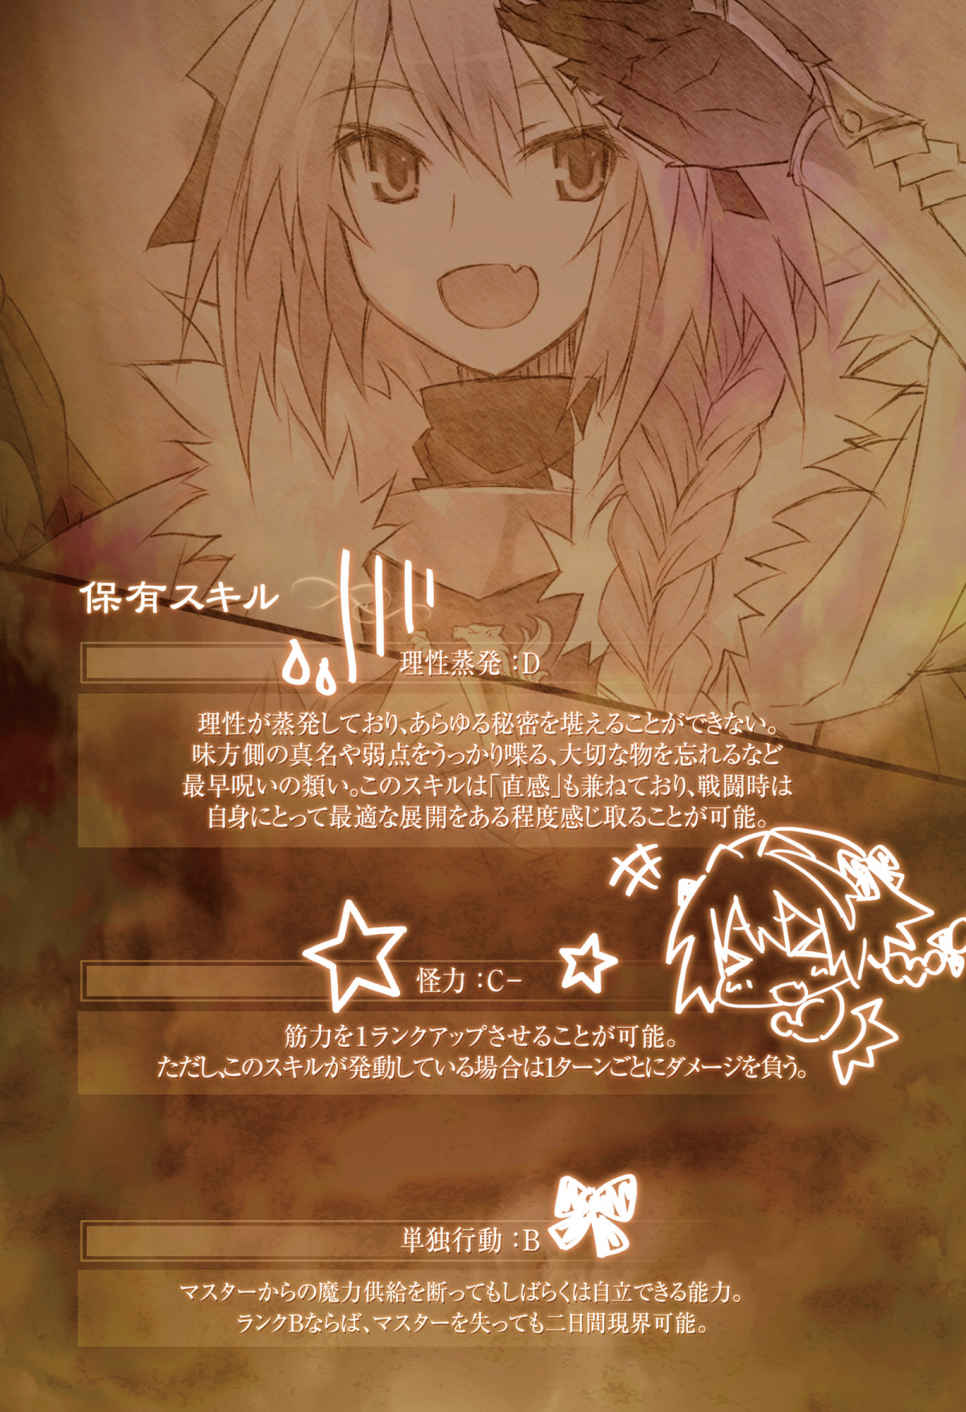 保有スキル
理性蒸発：D
理性が蒸発しており、あらゆる秘密を堪えることができない。
味方側の真名や弱点をうっかり喋る、大切な物を忘れるなど
最早呪いの類い。このスキルは「直感」も兼ねており、戦闘時は
自身にとって最適な展開をある程度感じ取ることが可能。
怪力：C−
筋力を1ランクアップさせることが可能。
ただし、このスキルが発動している場合は1ターンごとにダメージを負う。
単独行動：B
マスターからの魔力供給を断ってもしばらくは自立できる能力。
ランクBならば、マスターを失っても二日間現界可能。